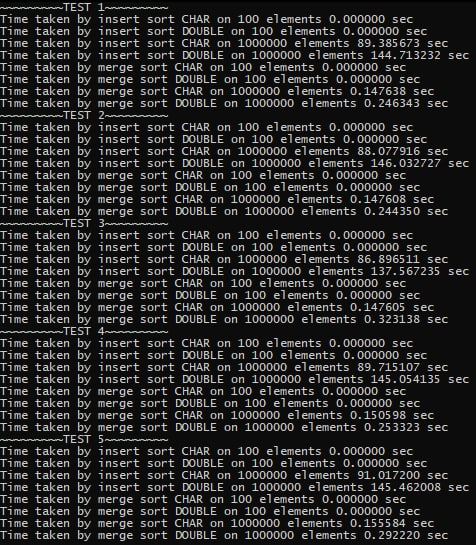 ~~~~~~~~~TEST 1~~~~~~~~~
Time taken by insert sort CHAR on 100 elements 0.000000 sec
Time taken by insert sort DOUBLE on 100 elements 0.000000 sec
Time taken by insert sort CHAR on 1000000 elements 89.385673 sec
Time taken by insert sort DOUBLE on 1000000 elements 144.713232 sec
Time taken by merge sort CHAR on 100 elements 0.000000 sec
Time taken by merge sort DOUBLE on 100 elements 0.000000 sec
Time taken by merge sort CHAR on 1000000 elements 0.147638 sec
Time taken by merge sort DOUBLE on 1000000 elements 0.246343 sec
~~~~~~~~~TEST 2~~~~~~~~~
Time taken by insert sort CHAR on 100 elements 0.000000 sec
Time taken by insert sort DOUBLE on 100 elements 0.000000 sec
Time taken by insert sort CHAR on 1000000 elements 88.077916 sec
Time taken by insert sort DOUBLE on 1000000 elements 146.032727 sec
Time taken by merge sort CHAR on 100 elements 0.000000 sec
Time taken by merge sort DOUBLE on 100 elements 0.000000 sec
Time taken by merge sort CHAR on 1000000 elements 0.147608 sec
Time taken by merge sort DOUBLE on 1000000 elements 0.244350 sec
~~~~~~~~~TEST 3~~~~~~~~~
Time taken by insert sort CHAR on 100 elements 0.000000 sec
Time taken by insert sort DOUBLE on 100 elements 0.000000 sec
Time taken by insert sort CHAR on 1000000 elements 86.896511 sec
Time taken by insert sort DOUBLE on 1000000 elements 137.567235 sec
Time taken by merge sort CHAR on 100 elements 0.000000 sec
Time taken by merge sort DOUBLE on 100 elements 0.000000 sec
Time taken by merge sort CHAR on 1000000 elements 0.147605 sec
Time taken by merge sort DOUBLE on 1000000 elements 0.323138 sec
~~~~~~~~~TEST 4~~~~~~~~~
Time taken by insert sort CHAR on 100 elements 0.000000 sec
Time taken by insert sort DOUBLE on 100 elements 0.000000 sec
Time taken by insert sort CHAR on 1000000 elements 89.715107 sec
Time taken by insert sort DOUBLE on 1000000 elements 145.054135 sec
Time taken by merge sort CHAR on 100 elements 0.000000 sec
Time taken by merge sort DOUBLE on 100 elements 0.000000 sec
Time taken by merge sort CHAR on 1000000 elements 0.150598 sec
Time taken by merge sort DOUBLE on 1000000 elements 0.253323 sec
~~~~~~~~~TEST 5~~~~~~~~~
Time taken by insert sort CHAR on 100 elements 0.000000 sec
Time taken by insert sort DOUBLE on 100 elements 0.000000 sec
Time taken by insert sort CHAR on 1000000 elements 91.017200 sec
Time taken by insert sort DOUBLE on 1000000 elements 145.462008 sec
Time taken by merge sort CHAR on 100 elements 0.000000 sec
Time taken by merge sort DOUBLE on 100 elements 0.000000 sec
Time taken by merge sort CHAR on 1000000 elements 0.155584 sec
Time taken by merge sort DOUBLE on 1000000 elements 0.292220 sec